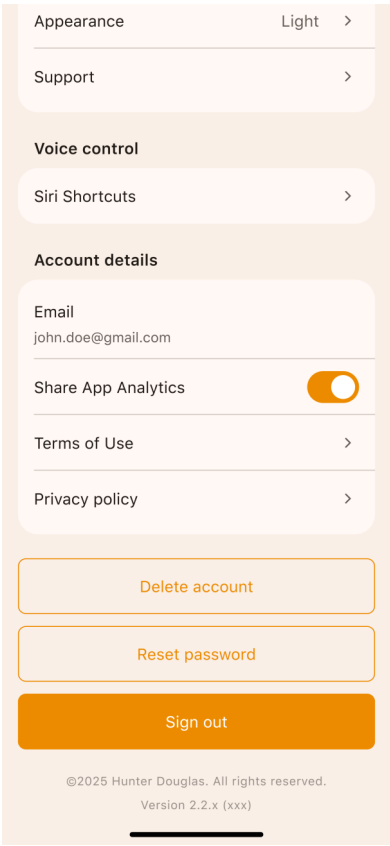 Appearance Light
Support
Voice control
Siri Shortcuts
Account details
Email
john.doe@gmail.com
Share App Analytics
Terms of Use
Privacy policy
Delete account
Reset password
Sign out
©2025 Hunter Douglas. All rights reserved.
Version 2.2.x (xxx)